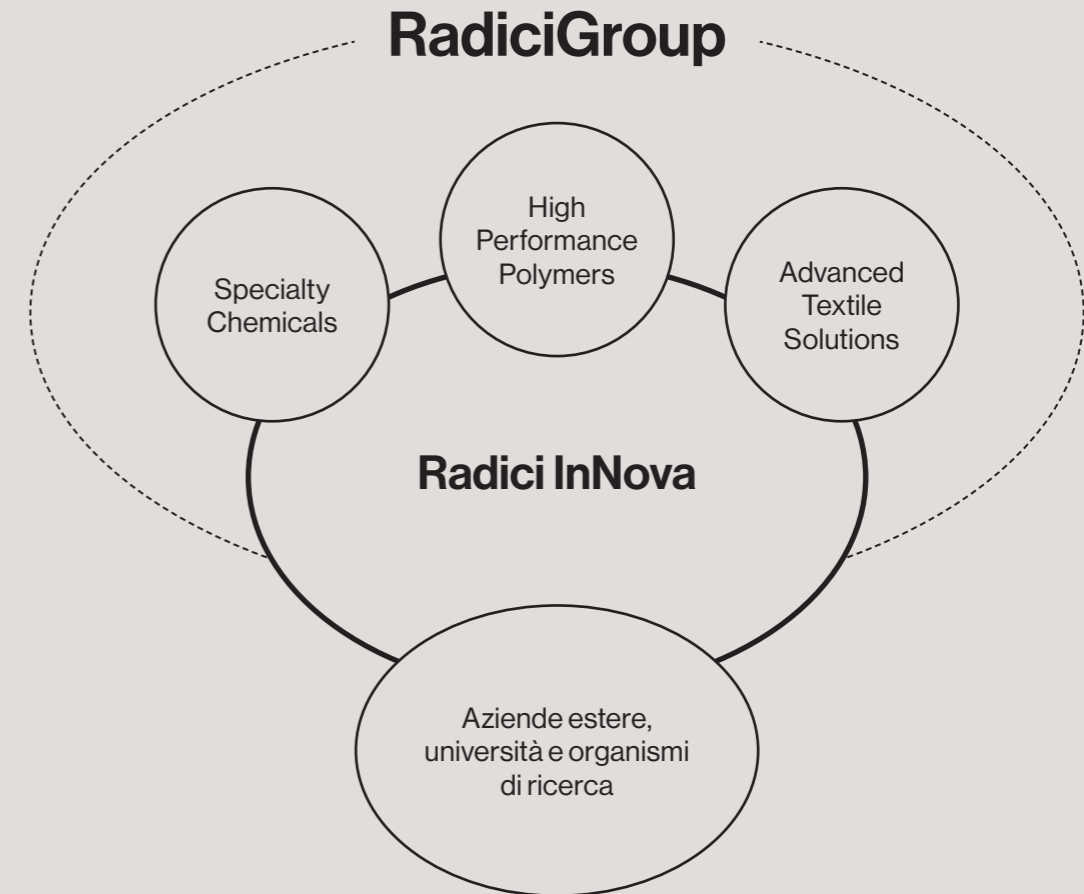 RadiciGroup
High
Performance
Polymers
Specialty
Chemicals
Advanced
Textile
Solutions
Radici InNova
Aziende estere,
università e organismi
di ricerca